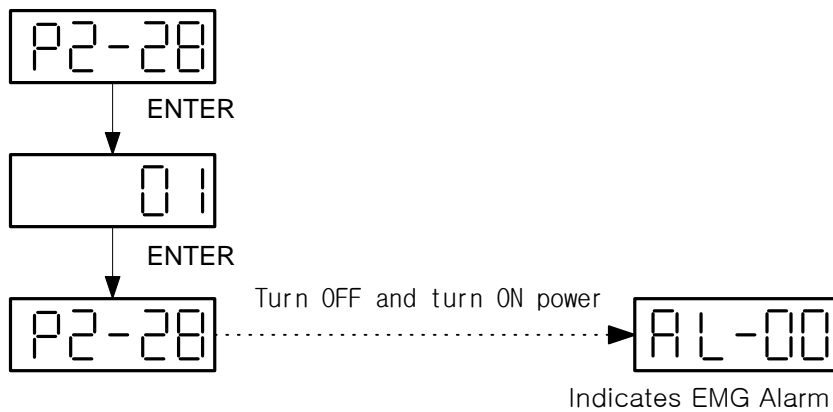 P2-28
ENTER
01
ENTER
P2-28
Turn OFF and turn ON power
AL-00
Indicates EMG Alarm